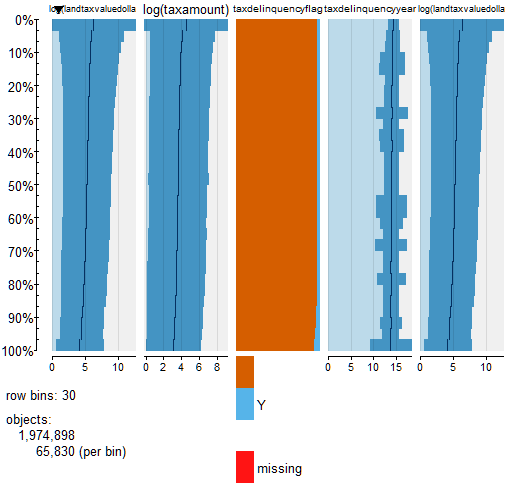 log(landtaxvaluedolla
log(taxamount)
taxdelinquencyflag
taxdelinquencyyear
log(landtaxvaluedolla
0%
10%
20%
30%
40%
50%
60%
70%
80%
90%
100%
0 5 10
0 2 4 6 8
0 5 10 15
0 5 10
Y
missing
row bins: 30
objects:
1,974,898
65,830 (per bin)